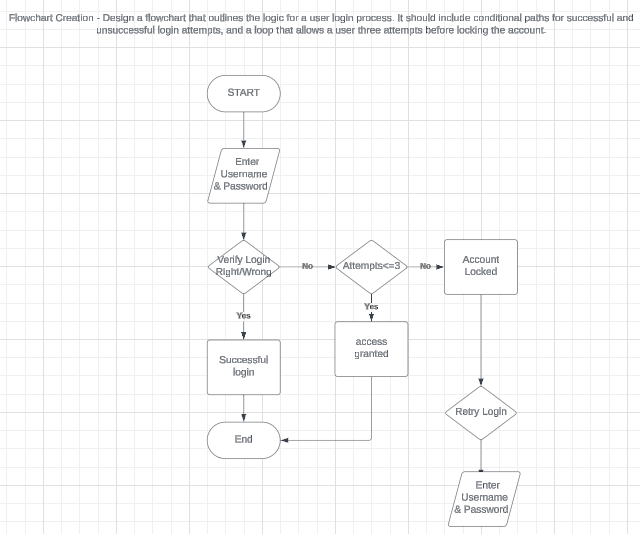 Flowchart Creation - Design a flowchart that outlines the logic for a user login process. It should include conditional paths for successful and
unsuccessful login attempts, and a loop that allows a user three attempts before locking the account.
START
Enter
Username
& Password
Verify Login
Right/Wrong
No
Attempts<=3
No
Account
Locked
Yes
Yes
access
granted
Successful
login
Retry Login
End
Enter
Username
& Password